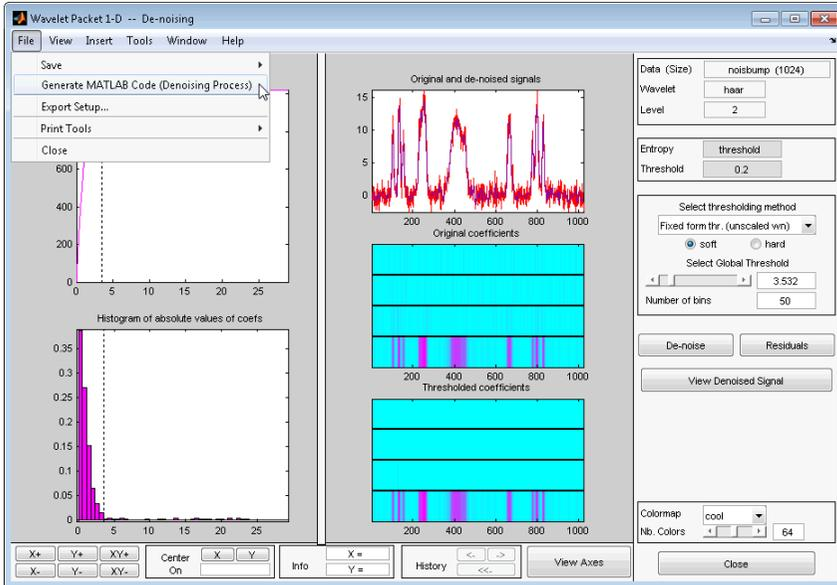 Wavelet Packet 1-D -- De-noising
File View Insert Tools Window Help
Save
Generate MATLAB Code (Denoising Process)
Export Setup...
Print Tools
Close
600
400
200
0
0 5 10 15 20 25
Histogram of absolute values of coefs
0.35
0.3
0.25
0.2
0.15
0.1
0.05
0
0 5 10 15 20 25
Original and de-noised signals
15
10
5
0
200 400 600 800 1000
Original coefficients
200 400 600 800 1000
Thresholded coefficients
200 400 600 800 1000
Data (Size) noisbump (1024)
Wavelet haar
Level 2
Entropy threshold
Threshold 0.2
Select thresholding method
Fixed form thr. (unscaled wn)
soft hard
Select Global Threshold
3.532
Number of bins 50
De-noise Residuals
View Denoised Signal
Colormap cool
Nb. Colors 64
Close
X+ Y+ XY+
X- Y- XY-
Center On X Y
Info X = Y =
History <- -> <<-
View Axes